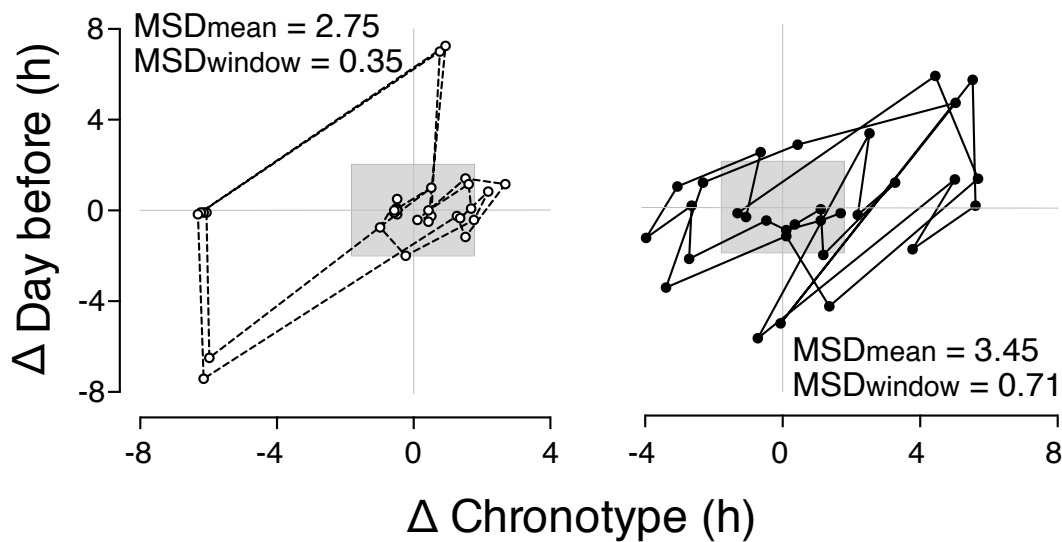 MSDmean = 2.75
MSDwindow = 0.35
8
4
0
-4
-8
Δ Day before (h)
MSDmean = 3.45
MSDwindow = 0.71
-8 -4 0 4
-4 0 4 8
Δ Chronotype (h)